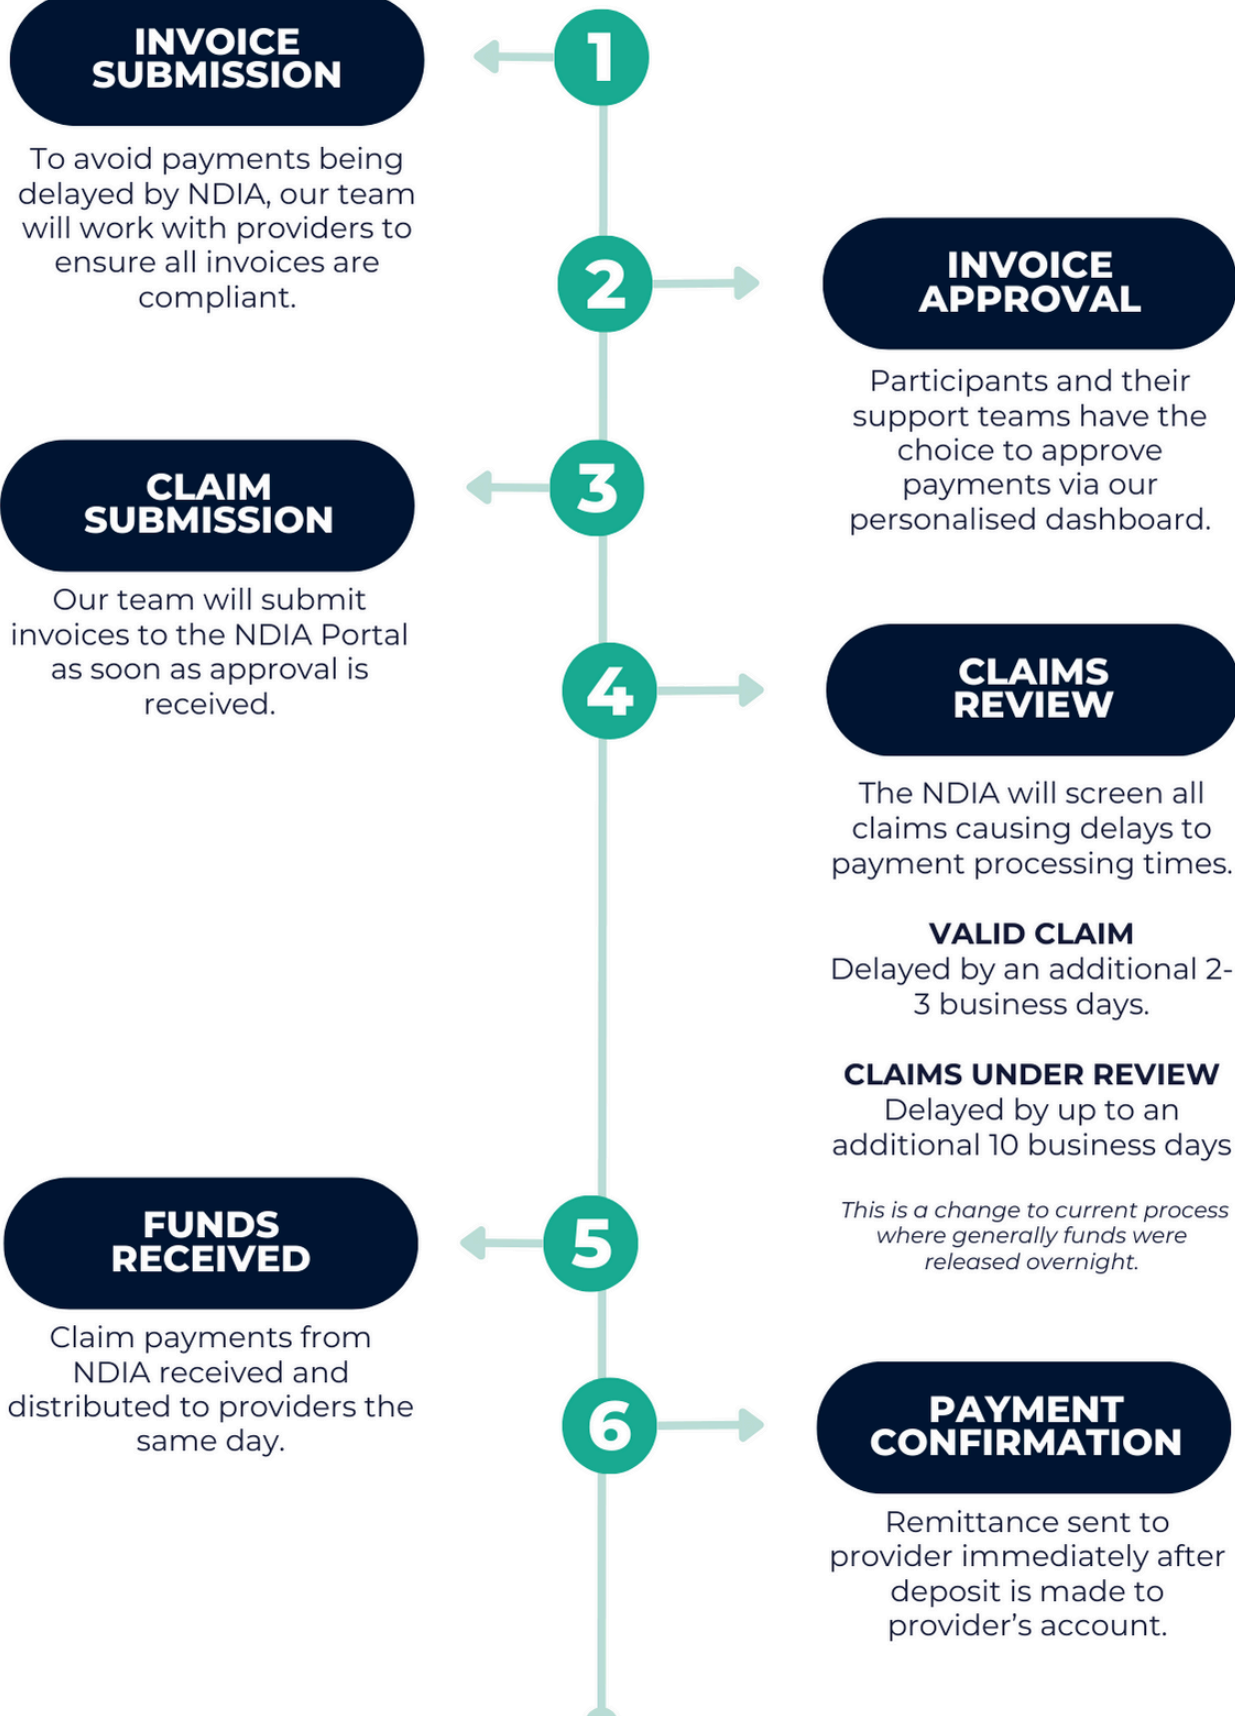 1
INVOICE
SUBMISSION
To avoid payments being
delayed by NDIA, our team
will work with providers to
ensure all invoices are
compliant.
2
INVOICE
APPROVAL
Participants and their
support teams have the
choice to approve
payments via our
personalised dashboard.
3
CLAIM
SUBMISSION
Our team will submit
invoices to the NDIA Portal
as soon as approval is
received.
4
CLAIMS
REVIEW
The NDIA will screen all
claims causing delays to
payment processing times.
VALID CLAIM
Delayed by an additional 2-
3 business days.
CLAIMS UNDER REVIEW
Delayed by up to an
additional 10 business days
This is a change to current process
where generally funds were
released overnight.
5
FUNDS
RECEIVED
Claim payments from
NDIA received and
distributed to providers the
same day.
6
PAYMENT
CONFIRMATION
Remittance sent to
provider immediately after
deposit is made to
provider’s account.